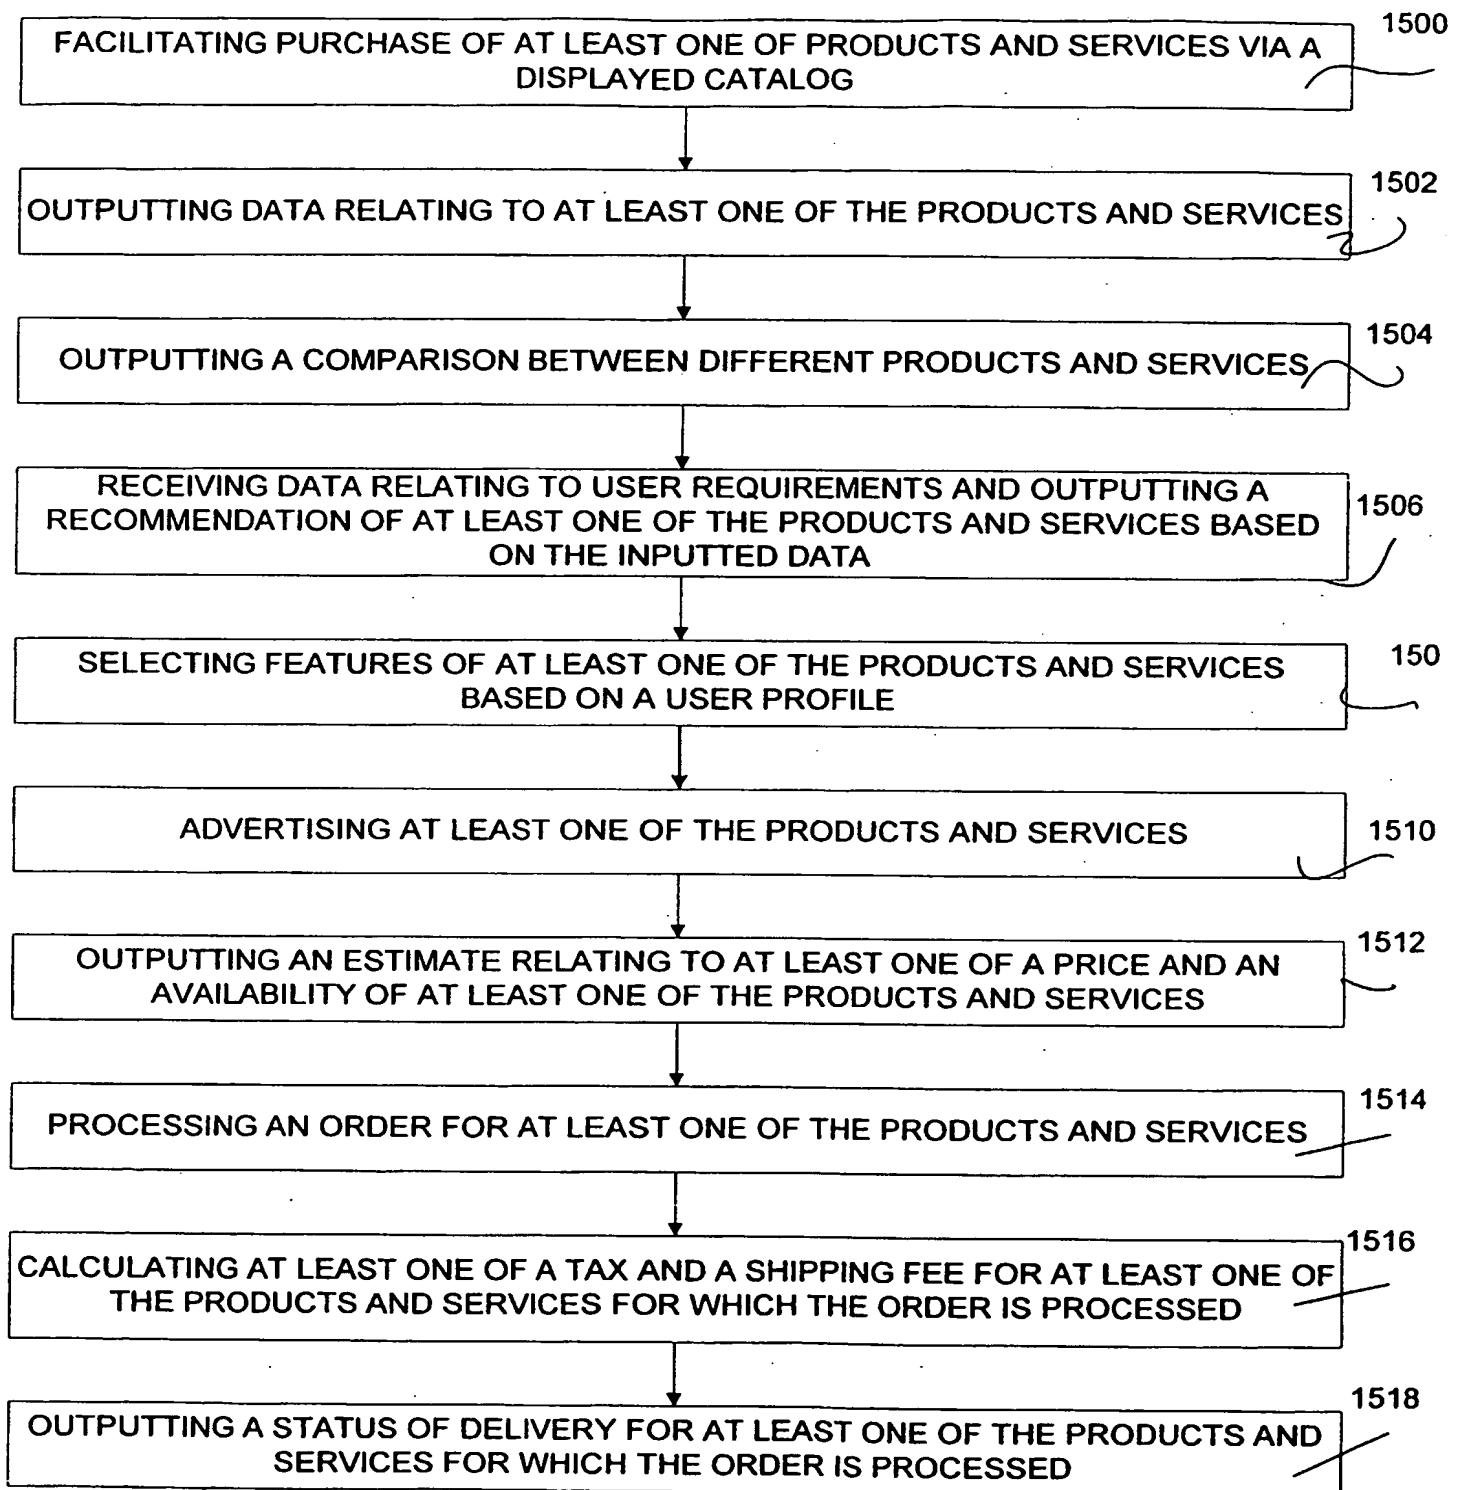 1500
FACILITATING PURCHASE OF AT LEAST ONE OF PRODUCTS AND SERVICES VIA A
DISPLAYED CATALOG
1502
OUTPUTTING DATA RELATING TO AT LEAST ONE OF THE PRODUCTS AND SERVICES
1504
OUTPUTTING A COMPARISON BETWEEN DIFFERENT PRODUCTS AND SERVICES
1506
RECEIVING DATA RELATING TO USER REQUIREMENTS AND OUTPUTTING A
RECOMMENDATION OF AT LEAST ONE OF THE PRODUCTS AND SERVICES BASED
ON THE INPUTTED DATA
150
SELECTING FEATURES OF AT LEAST ONE OF THE PRODUCTS AND SERVICES
BASED ON A USER PROFILE
1510
ADVERTISING AT LEAST ONE OF THE PRODUCTS AND SERVICES
1512
OUTPUTTING AN ESTIMATE RELATING TO AT LEAST ONE OF A PRICE AND AN
AVAILABILITY OF AT LEAST ONE OF THE PRODUCTS AND SERVICES
1514
PROCESSING AN ORDER FOR AT LEAST ONE OF THE PRODUCTS AND SERVICES
1516
CALCULATING AT LEAST ONE OF A TAX AND A SHIPPING FEE FOR AT LEAST ONE OF
THE PRODUCTS AND SERVICES FOR WHICH THE ORDER IS PROCESSED
1518
OUTPUTTING A STATUS OF DELIVERY FOR AT LEAST ONE OF THE PRODUCTS AND
SERVICES FOR WHICH THE ORDER IS PROCESSED